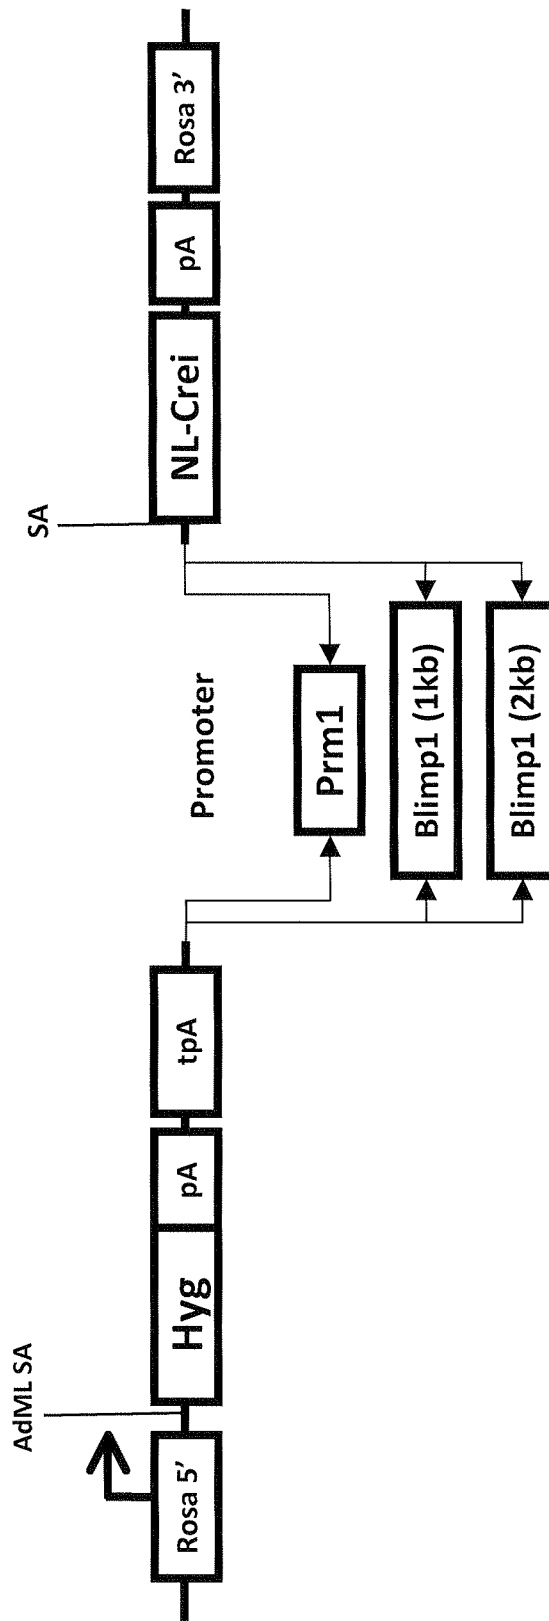 AdML SA
SA
Rosa 5'
Hyg
pA
tpA
Promoter
NL-Crei
pA
Rosa 3'
Prm1
Blimp1 (1kb)
Blimp1 (2kb)